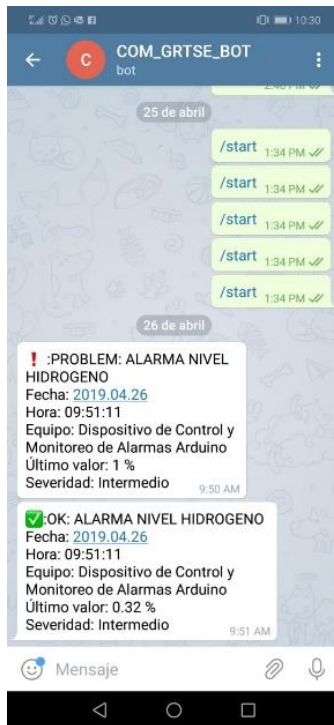 10:30
C
COM_GRTSE_BOT
bot
25 de abril
/start 1:34 PM
/start 1:34 PM
/start 1:34 PM
/start 1:34 PM
/start 1:34 PM
26 de abril
:PROBLEM: ALARMA NIVEL
HIDROGENO
Fecha: 2019.04.26
Hora: 09:51:11
Equipo: Dispositivo de Control y
Monitoreo de Alarmas Arduino
Último valor: 1 %
Severidad: Intermedio
9:50 AM
:OK: ALARMA NIVEL HIDROGENO
Fecha: 2019.04.26
Hora: 09:51:11
Equipo: Dispositivo de Control y
Monitoreo de Alarmas Arduino
Último valor: 0.32 %
Severidad: Intermedio
9:51 AM
Mensaje